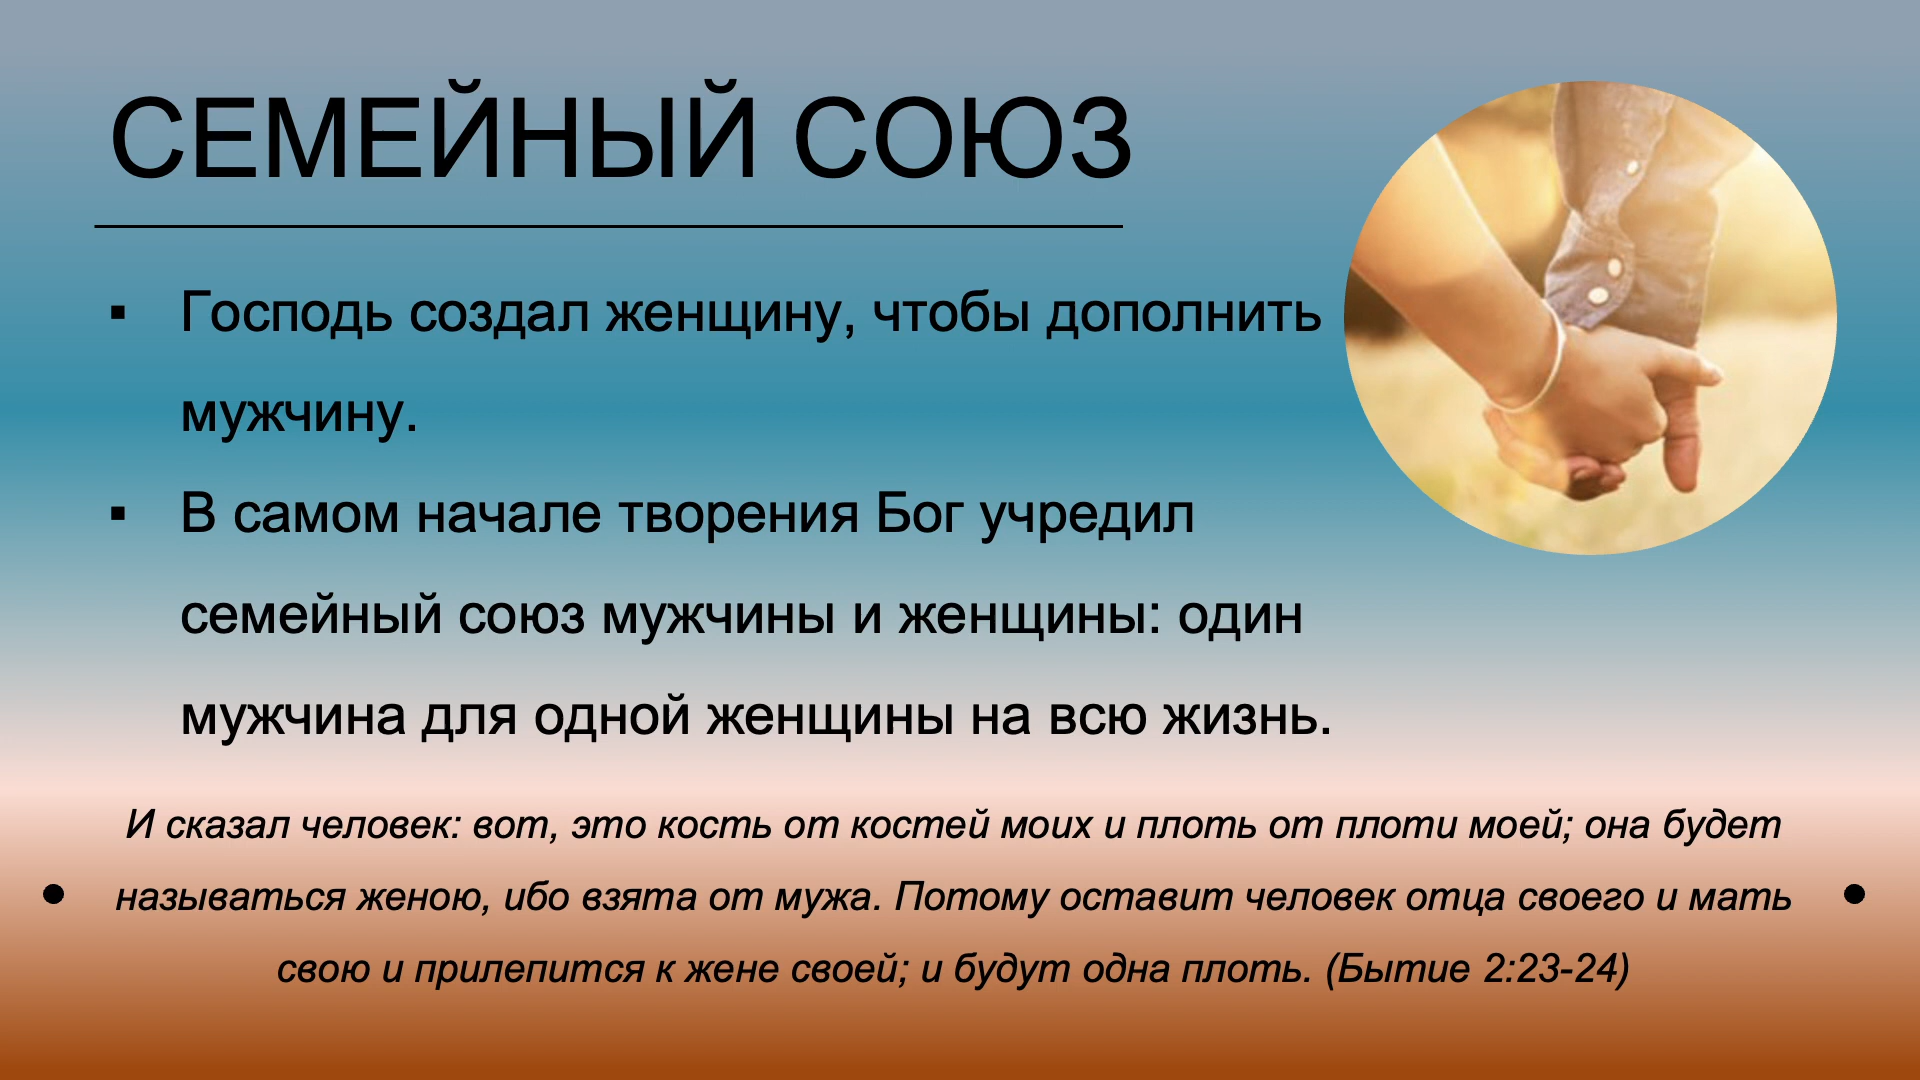 СЕМЕЙНЫЙ СОЮЗ
▪ Господь создал женщину, чтобы дополнить
мужчину.
▪ В самом начале творения Бог учредил
семейный союз мужчины и женщины: один
мужчина для одной женщины на всю жизнь.
И сказал человек: вот, это кость от костей моих и плоть от плоти моей; она будет
называться женою, ибо взята от мужа. Потому оставит человек отца своего и мать
свою и прилепится к жене своей; и будут одна плоть. (Бытие 2:23-24)